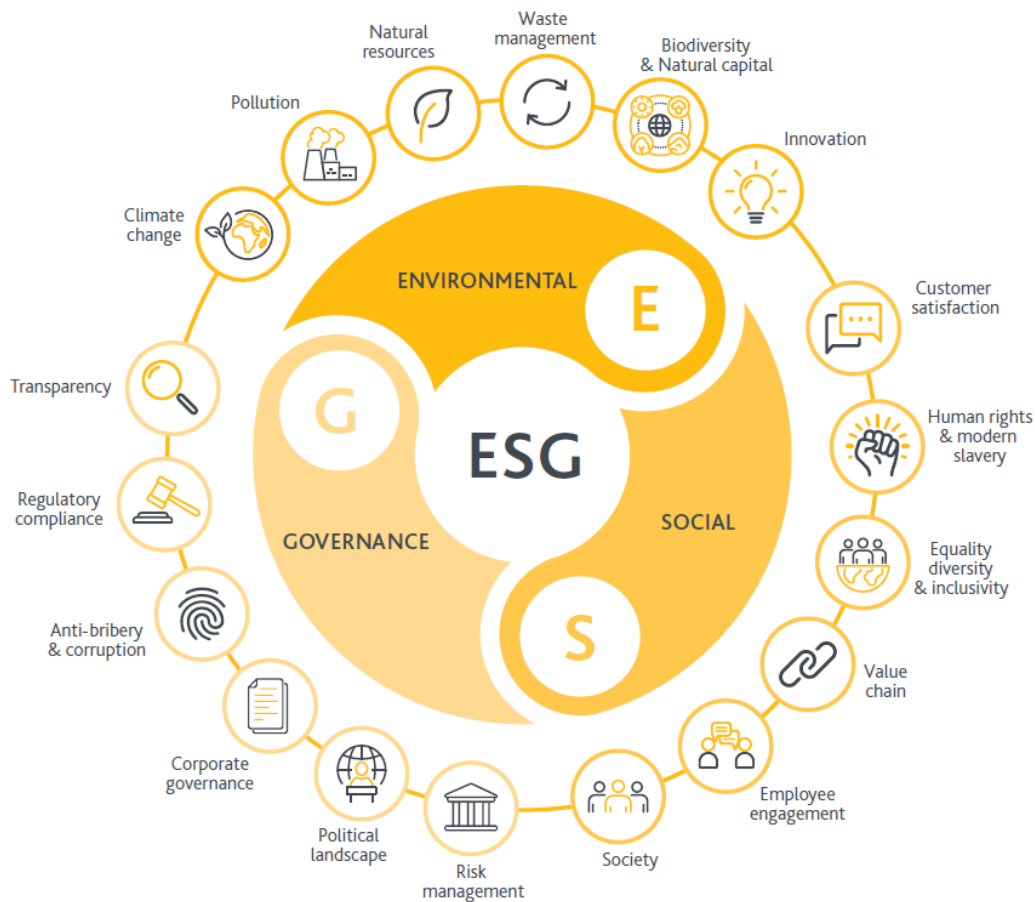 Waste
management
Natural
resources
Biodiversity
& Natural capital
Pollution
Innovation
Climate
change
ENVIRONMENTAL
E
Customer
satisfaction
Transparency
G
ESG
Human rights
& modern
slavery
Regulatory
compliance
GOVERNANCE
SOCIAL
Equality
diversity
& inclusivity
Anti-bribery
& corruption
S
Value
chain
Corporate
governance
Employee
engagement
Political
landscape
Risk
management
Society